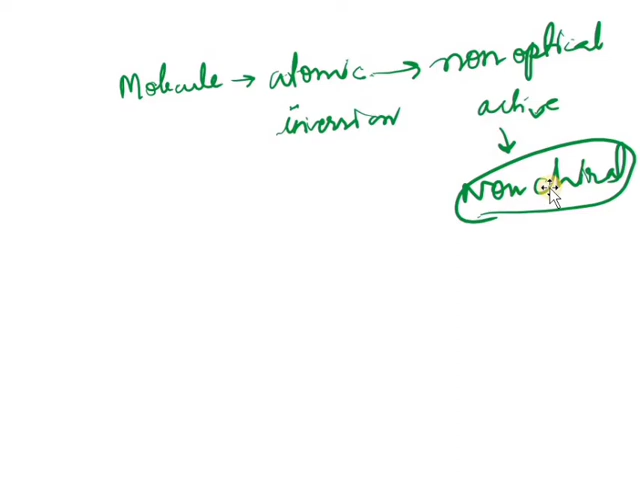 Molecule → atomic → non optical
inversion active
↓
Non chiral